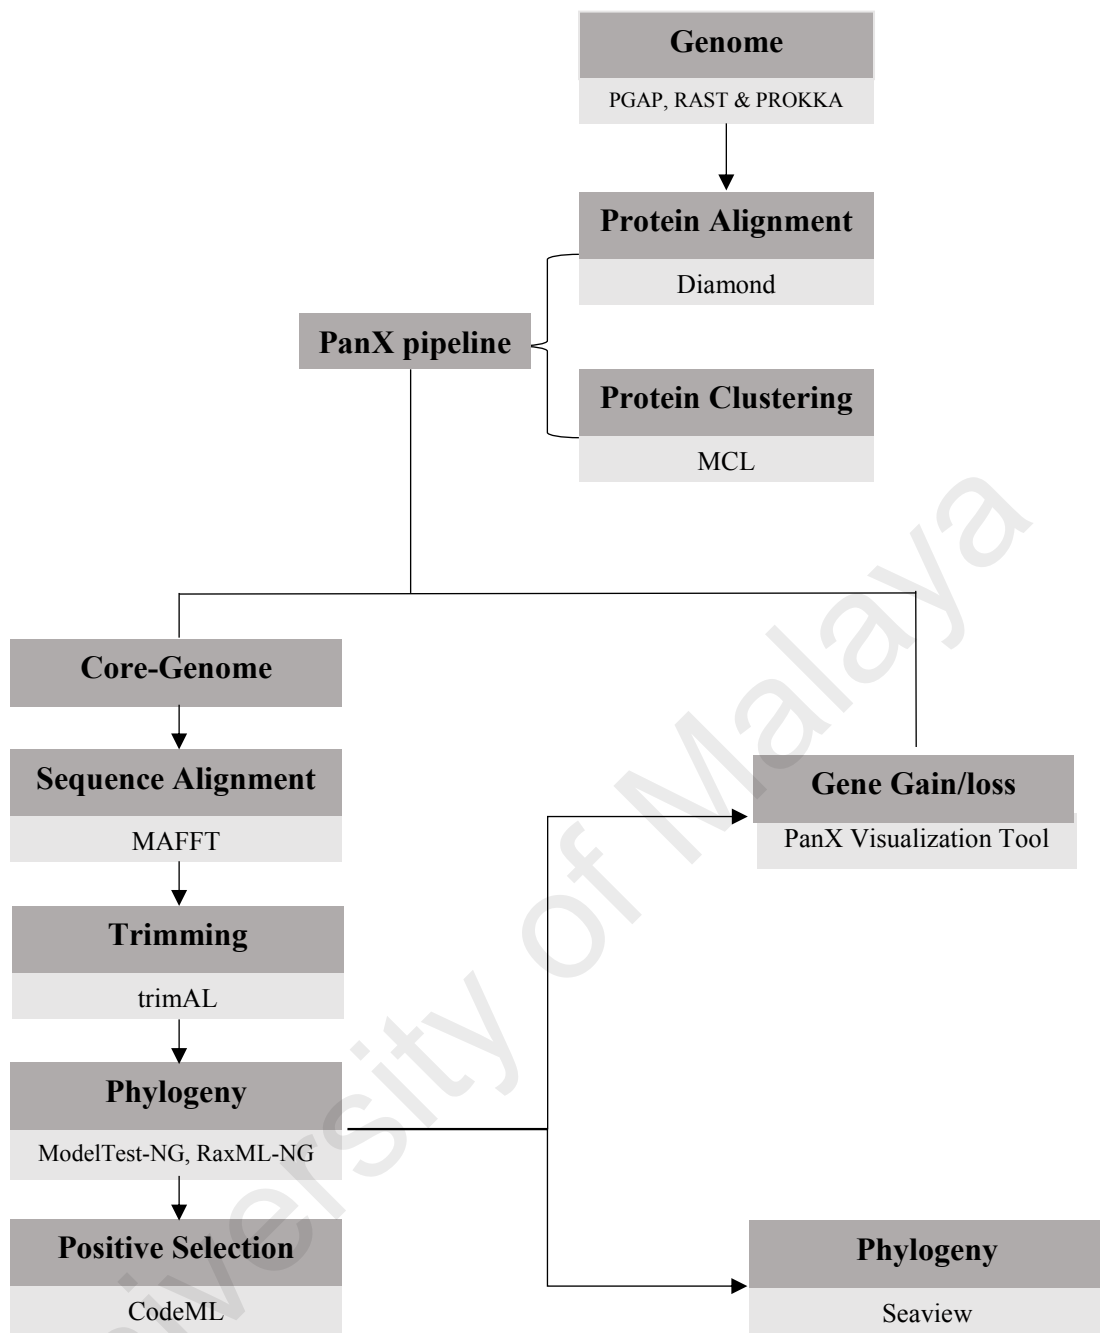 Genome
PGAP, RAST & PROKKA
Protein Alignment
Diamond
PanX pipeline
Protein Clustering
MCL
Core-Genome
Sequence Alignment
MAFFT
Gene Gain/loss
PanX Visualization Tool
Trimming
trimAL
Phylogeny
ModelTest-NG, RaxML-NG
Positive Selection
CodeML
Phylogeny
Seaview
University of Malaya